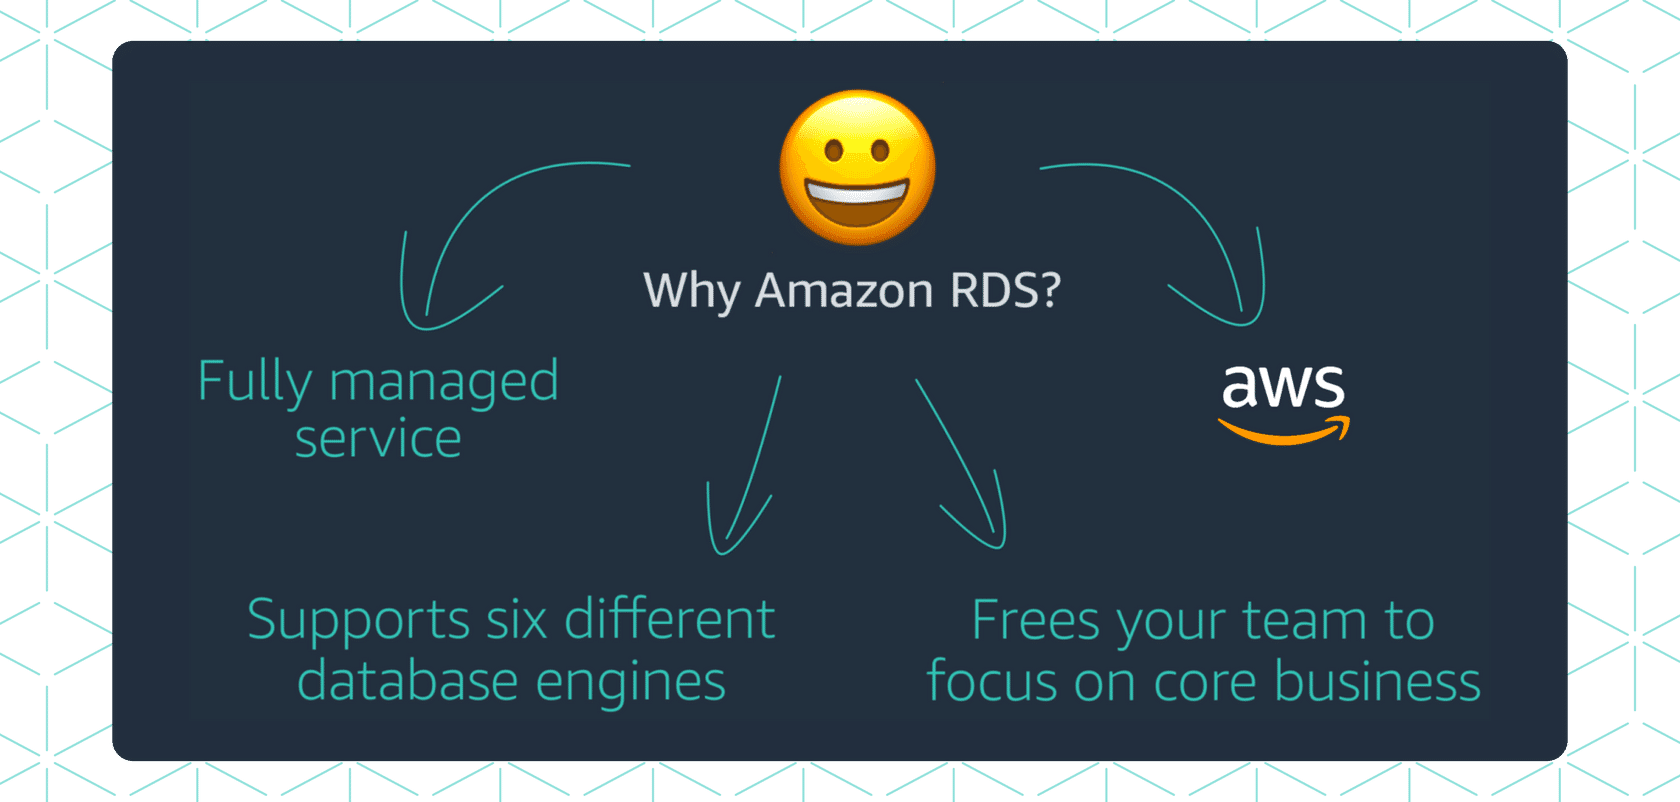 Why Amazon RDS?
Fully managed
service
aws
Supports six different
database engines
Frees your team to
focus on core business